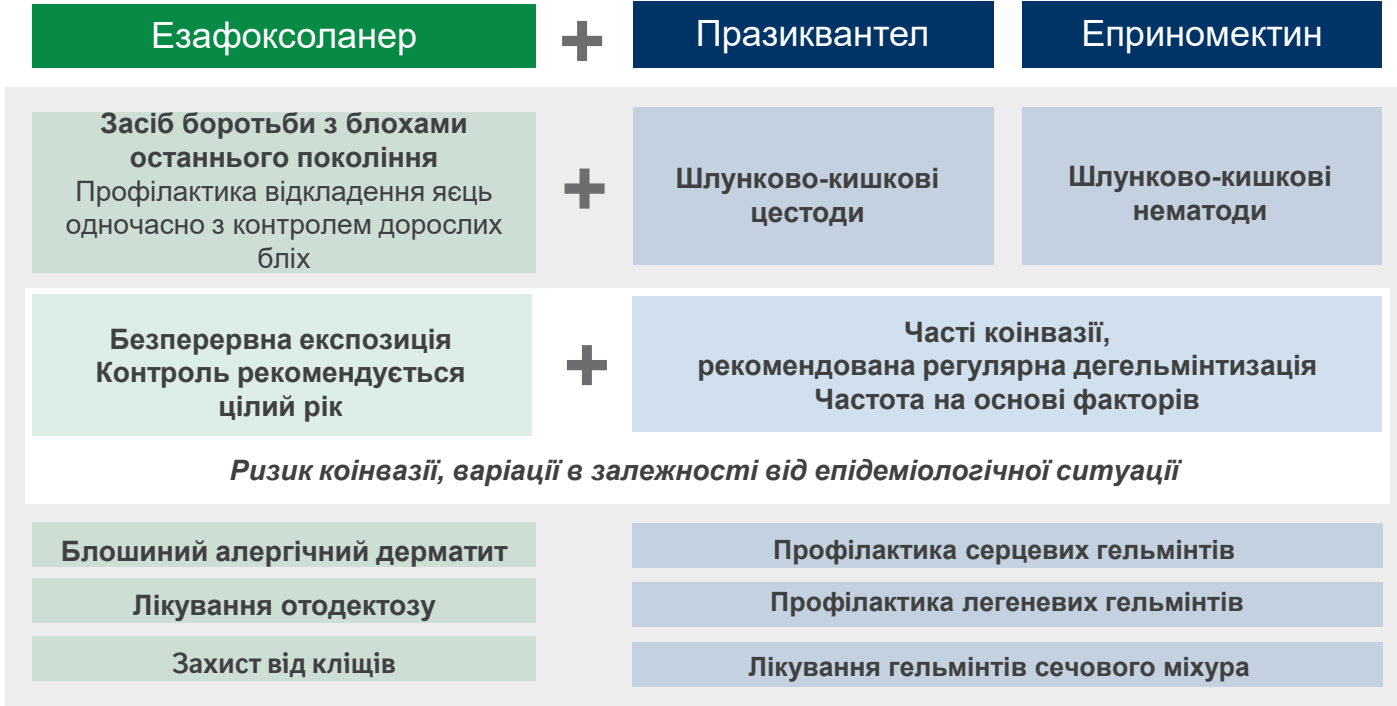 Езафоксоланер
+
Празиквантел
Еприномектин
Засіб боротьби з блохами
останнього покоління
Профілактика відкладення яєць
одночасно з контролем дорослих
бліх
+
Шлунково-кишкові
цестоди
Шлунково-кишкові
нематоди
Безперервна експозиція
Контроль рекомендується
цілий рік
+
Часті коінвазії,
рекомендована регулярна дегельмінтизація
Частота на основі факторів
Ризик коінвазії, варіації в залежності від епідеміологічної ситуації
Блошиний алергічний дерматит
Профілактика серцевих гельмінтів
Лікування отодектозу
Профілактика легеневих гельмінтів
Захист від кліщів
Лікування гельмінтів сечового міхура